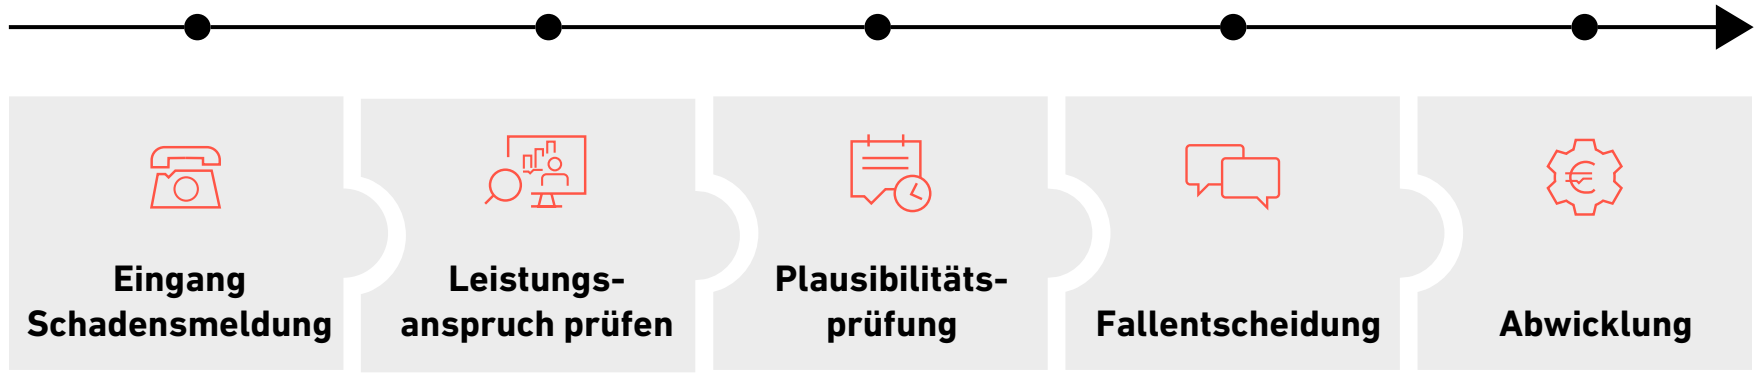 Eingang
Schadensmeldung
Leistungs-
anspruch prüfen
Plausibilitäts-
prüfung
Fallentscheidung
Abwicklung